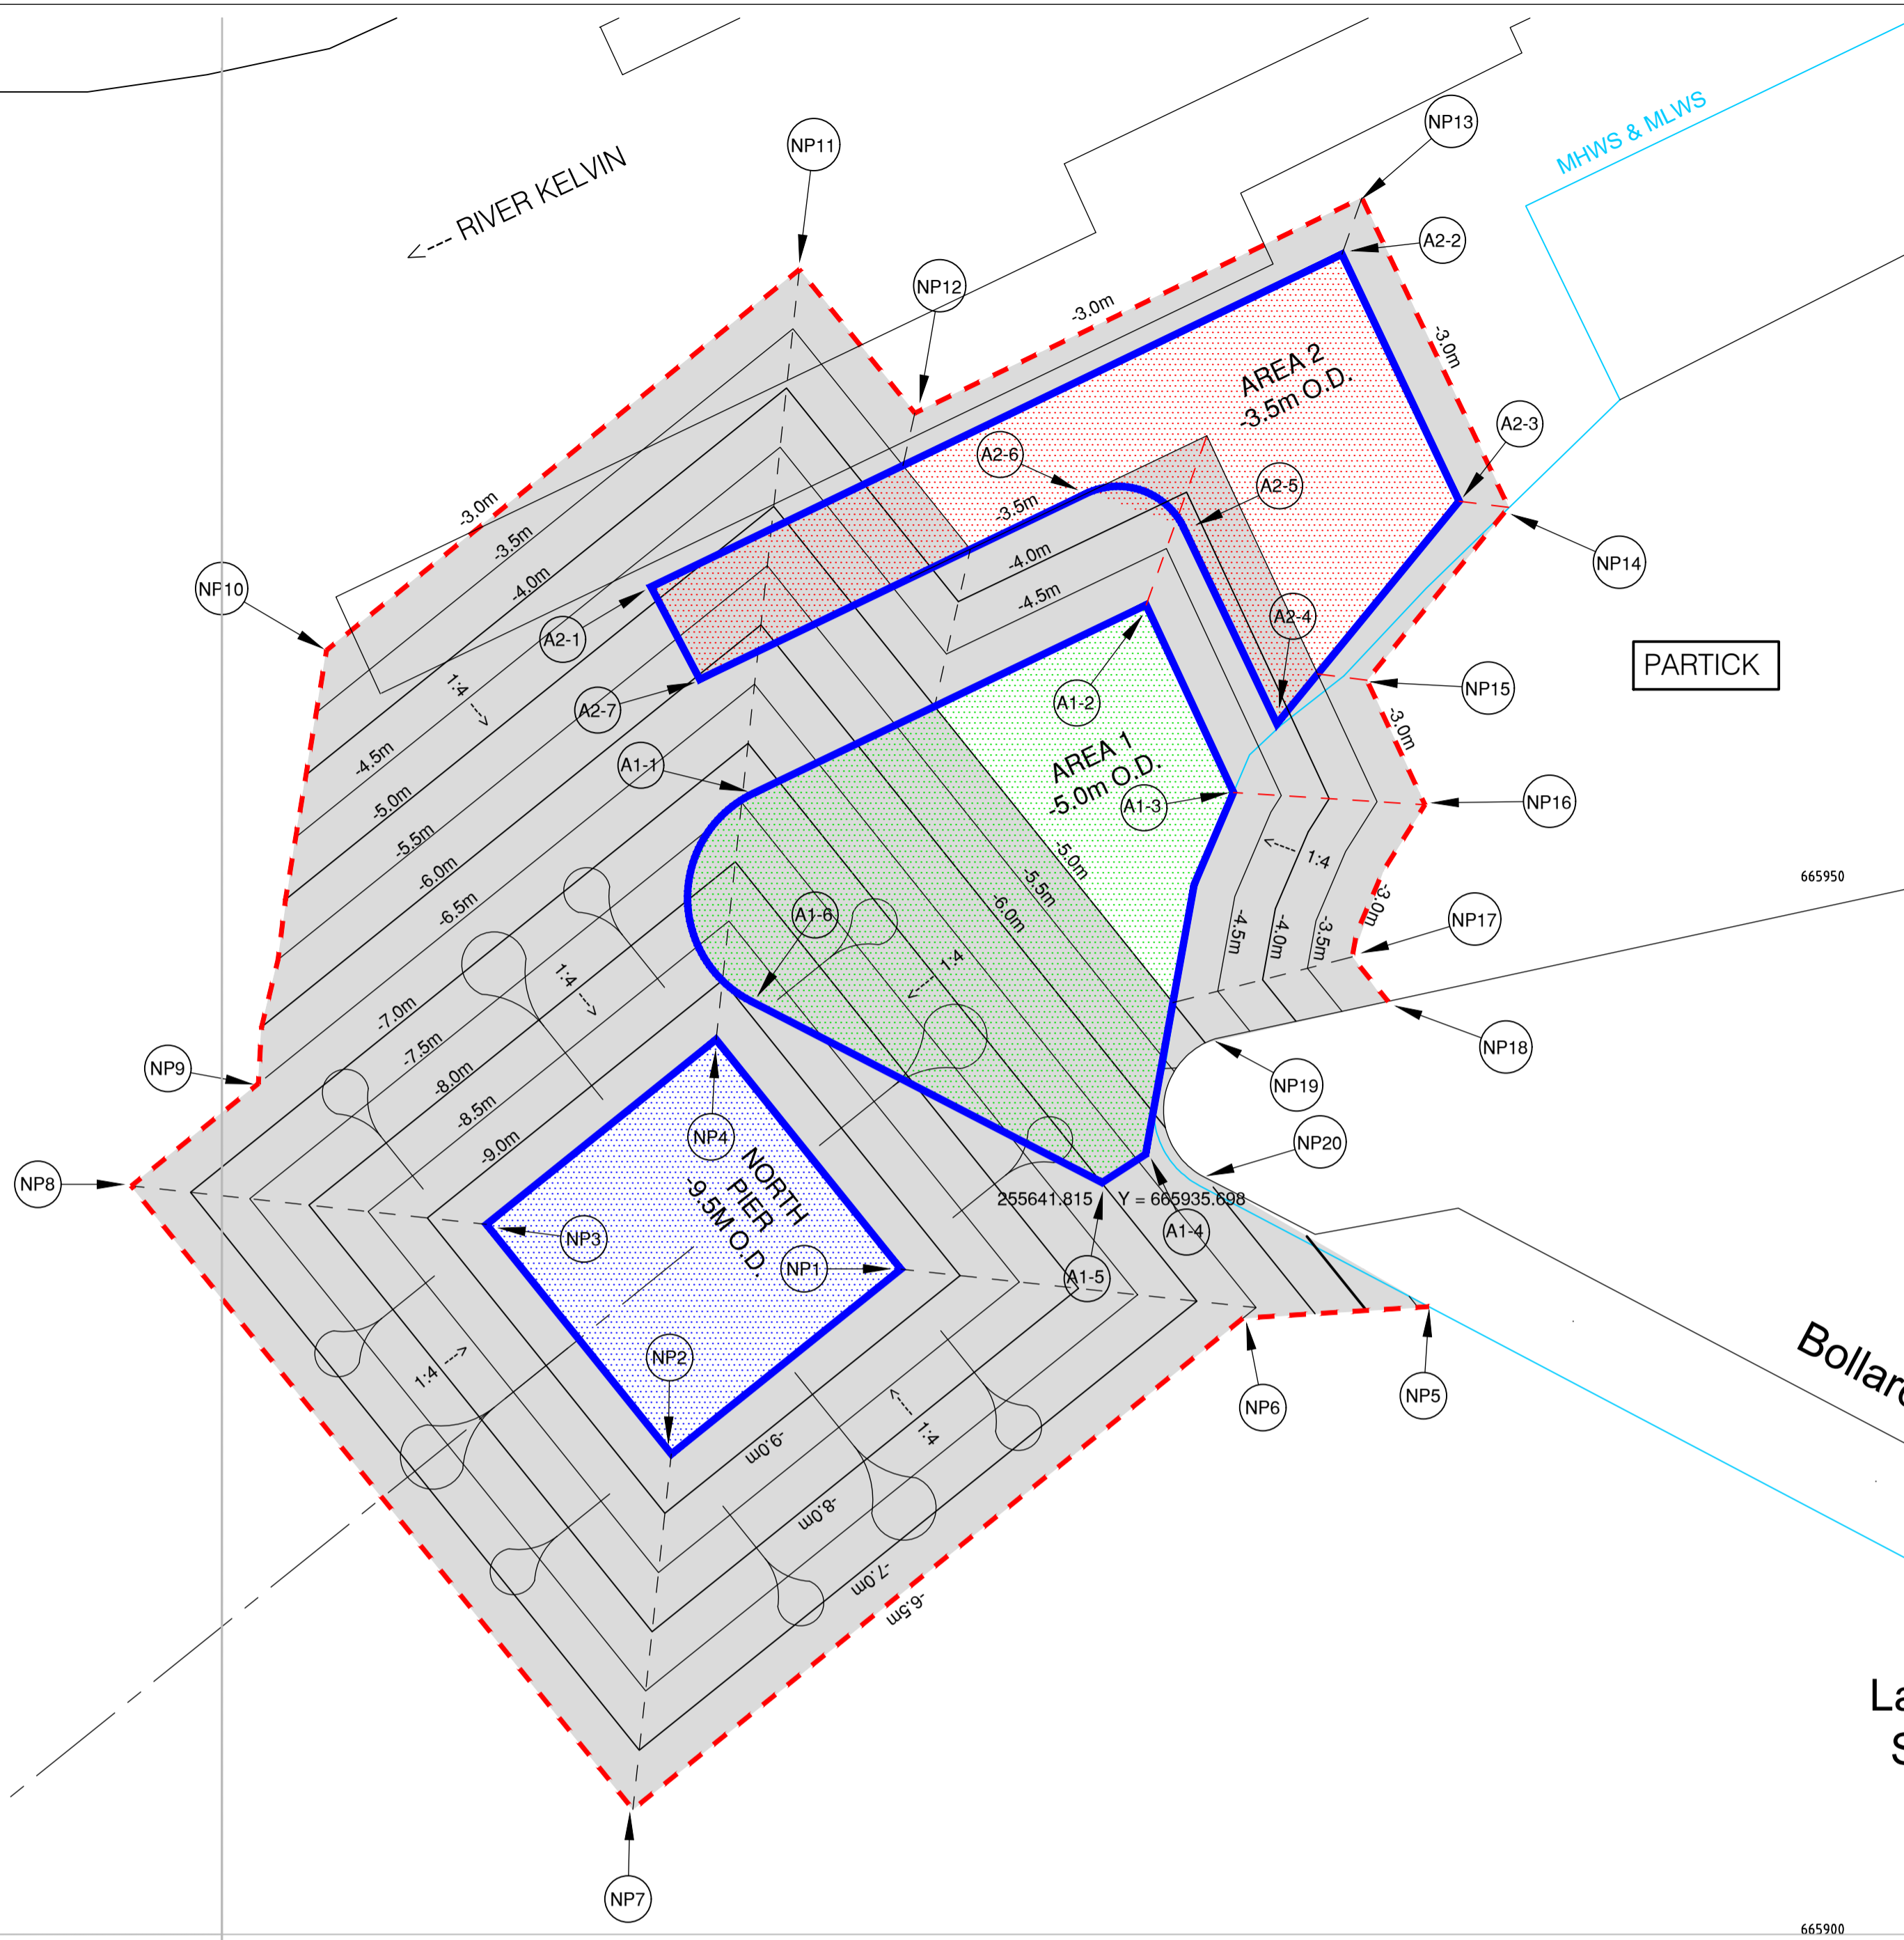 NP13
NP11
MHWS & MLWS
<--- RIVER KELVIN
A2-2
NP12
-3.0m
-3.0m
AREA 2
-3.5m O.D.
A2-3
A2-6
A2-5
-3.0m
-3.5m
-3.5m
-4.0m
-4.0m
-4.5m
NP14
NP10
A2-1
A2-4
PARTICK
1:4
A2-7
A1-2
NP15
-3.0m
-4.5m
A1-1
AREA 1
-5.0m O.D.
A1-3
NP16
-5.0m
-5.5m
-6.0m
-6.5m
-5.0m
-5.5m
-6.0m
1:4
665950
-3.0m
A1-6
NP17
-4.5m
-4.0m
-3.5m
1:4
1:4
-7.0m
-7.5m
-8.0m
-8.5m
-9.0m
NP9
NP18
NP19
NP4
NP20
NP8
NORTH
PIER
-9.5M O.D.
255641.815
Y = 665935.698
A1-4
NP3
NP1
A1-5
NP2
1:4
NP6
NP5
Bollar
-9.0m
1:4
-8.0m
-7.0m
-6.5m
La
S
NP7
665900